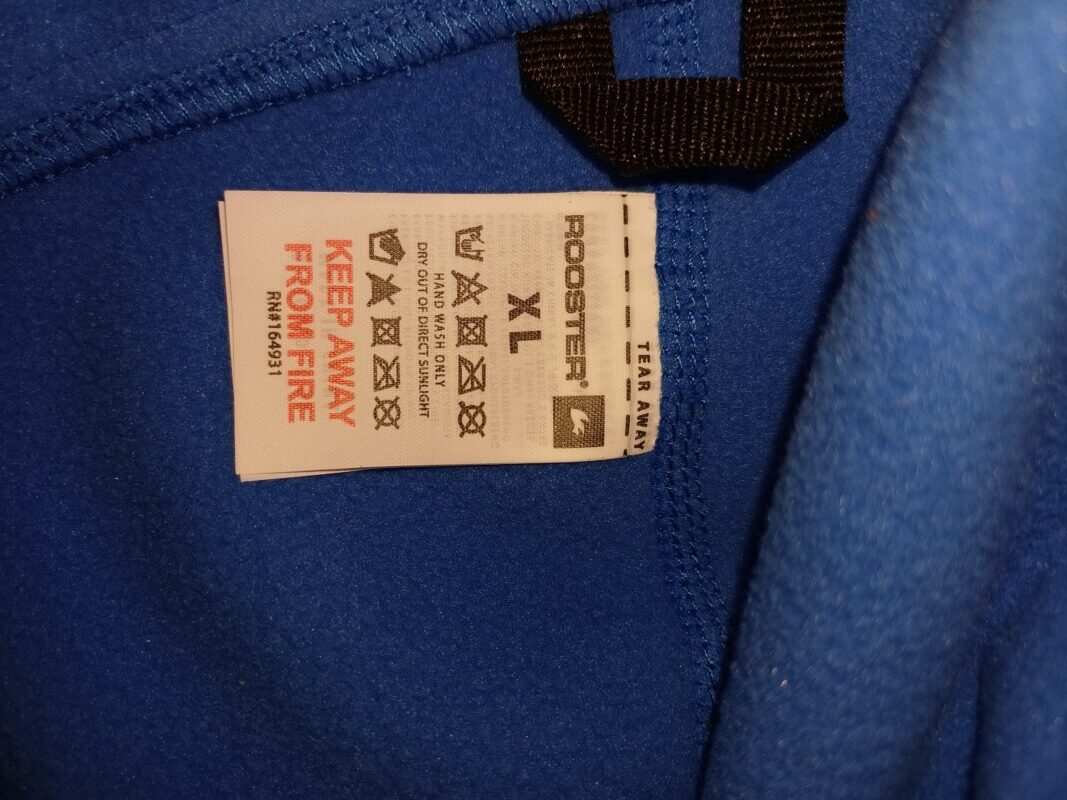 TEAR AWAY
ROOSTER®
XL
HAND WASH ONLY
DRY OUT OF DIRECT SUNLIGHT
KEEP AWAY
FROM FIRE
RN#164931